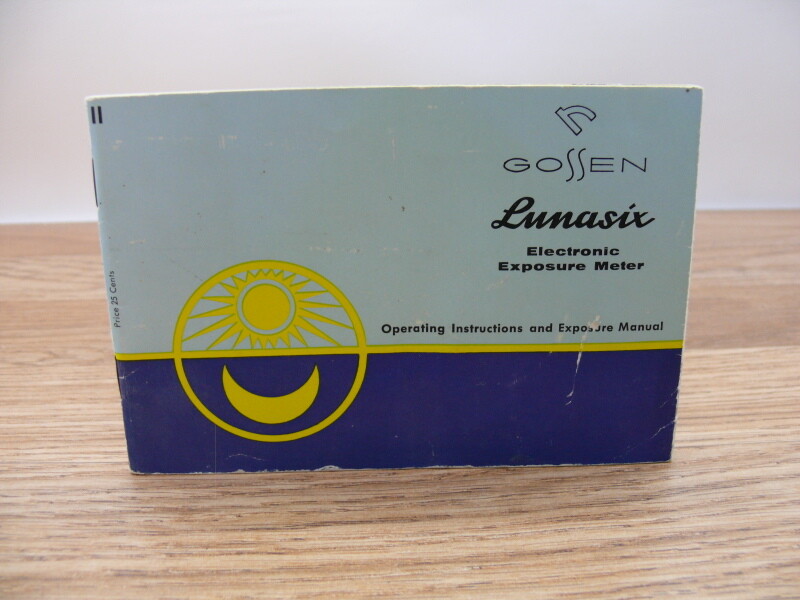 II
GOSSEN
Lunasix
Electronic
Exposure Meter
Operating Instructions and Exposure Manual
Price 25 Cents